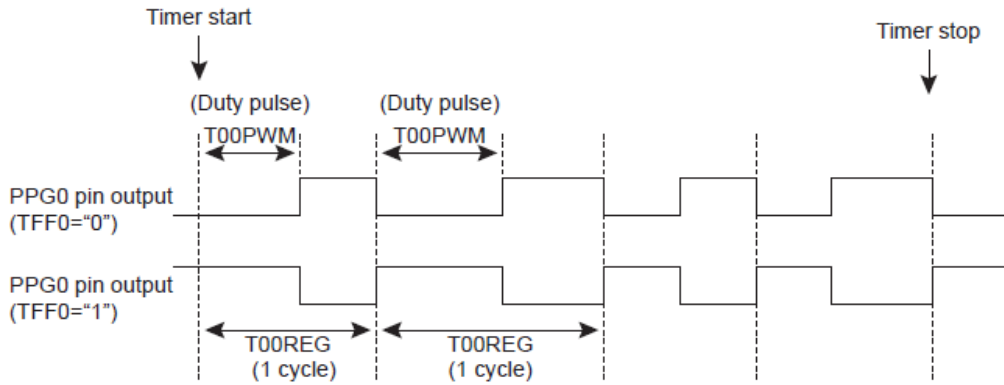 Timer start
Timer stop
(Duty pulse)
(Duty pulse)
T00PWM
T00PWM
PPG0 pin output
(TFF0=“0”)
PPG0 pin output
(TFF0=“1”)
T00REG
(1 cycle)
T00REG
(1 cycle)